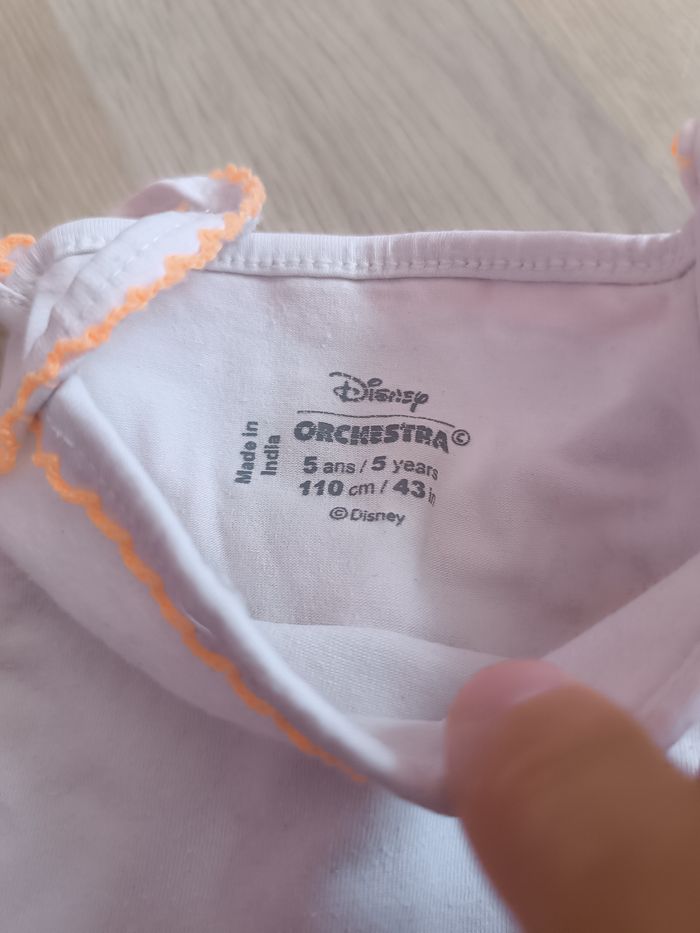 Disney
ORCHESTRA©
5 ans / 5 years
110 cm / 43 in
© Disney
Made in
India